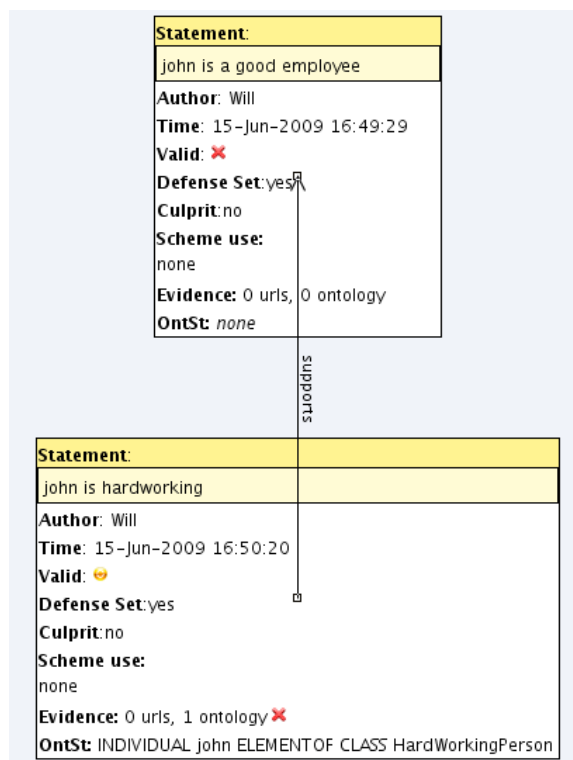 Statement:
john is a good employee
Author: Will
Time: 15-Jun-2009 16:49:29
Valid:
Defense Set:yes
Culprit:no
Scheme use:
none
Evidence: 0 urls, 0 ontology
OntSt: none
supports
Statement:
john is hardworking
Author: Will
Time: 15-Jun-2009 16:50:20
Valid:
Defense Set:yes
Culprit:no
Scheme use:
none
Evidence: 0 urls, 1 ontology
OntSt: INDIVIDUAL john ELEMENTOF CLASS HardWorkingPerson